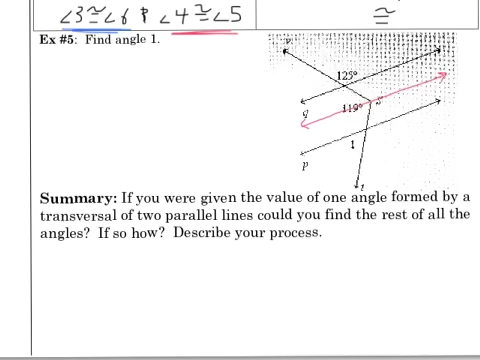 ∠3≅∠6 & ∠4≅∠5
≅
Ex #5: Find angle 1.
125°
119°
q
1
p
t
Summary: If you were given the value of one angle formed by a
transversal of two parallel lines could you find the rest of all the
angles? If so how? Describe your process.